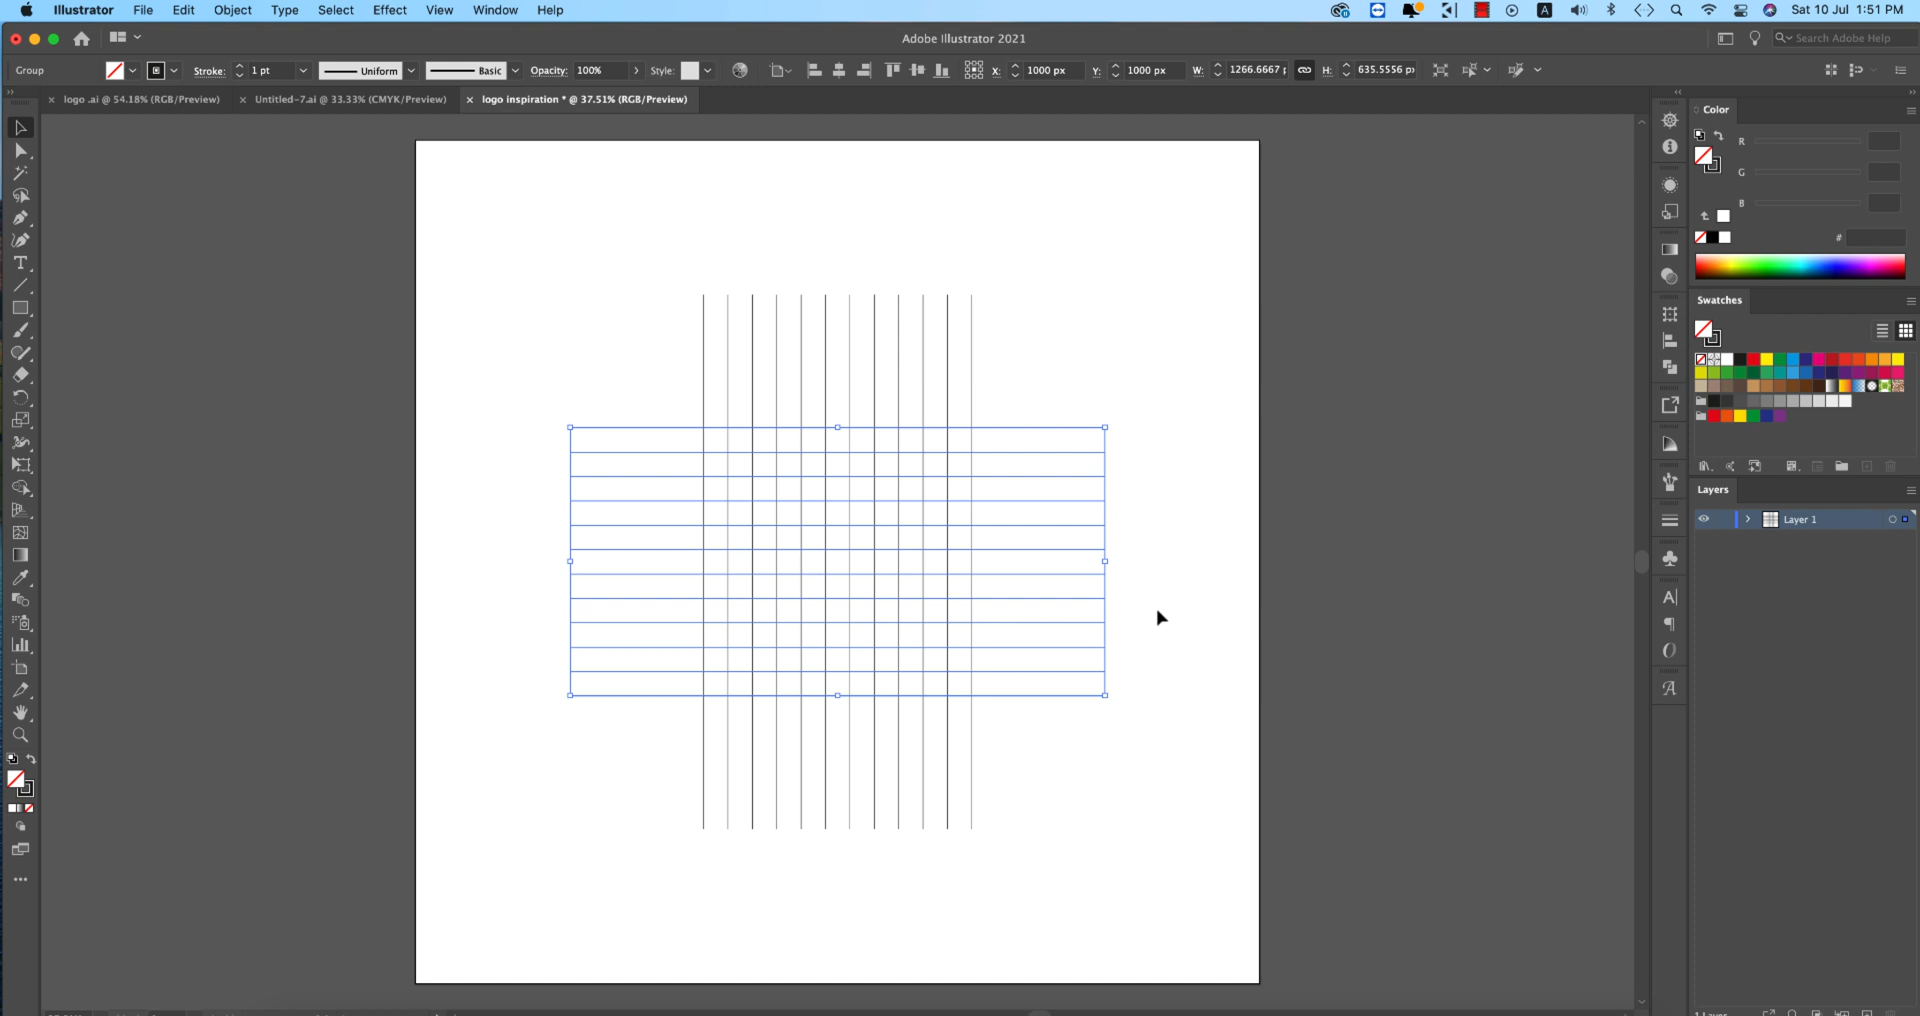 Illustrator File Edit Object Type Select Effect View Window Help
A Sat 10 Jul 1:51 PM
Adobe Illustrator 2021
Search Adobe Help
Group Stroke: 1 pt Uniform Basic Opacity: 100% Style: X: 1000 px Y: 1000 px W: 1266.6667 H: 635.5556 px
logo .ai @ 54.18% (RGB/Preview) Untitled-7.ai @ 33.33% (CMYK/Preview) logo inspiration * @ 37.51% (RGB/Preview)
Color
R
G
B
#
Swatches
Layers
Layer 1
1 Layer